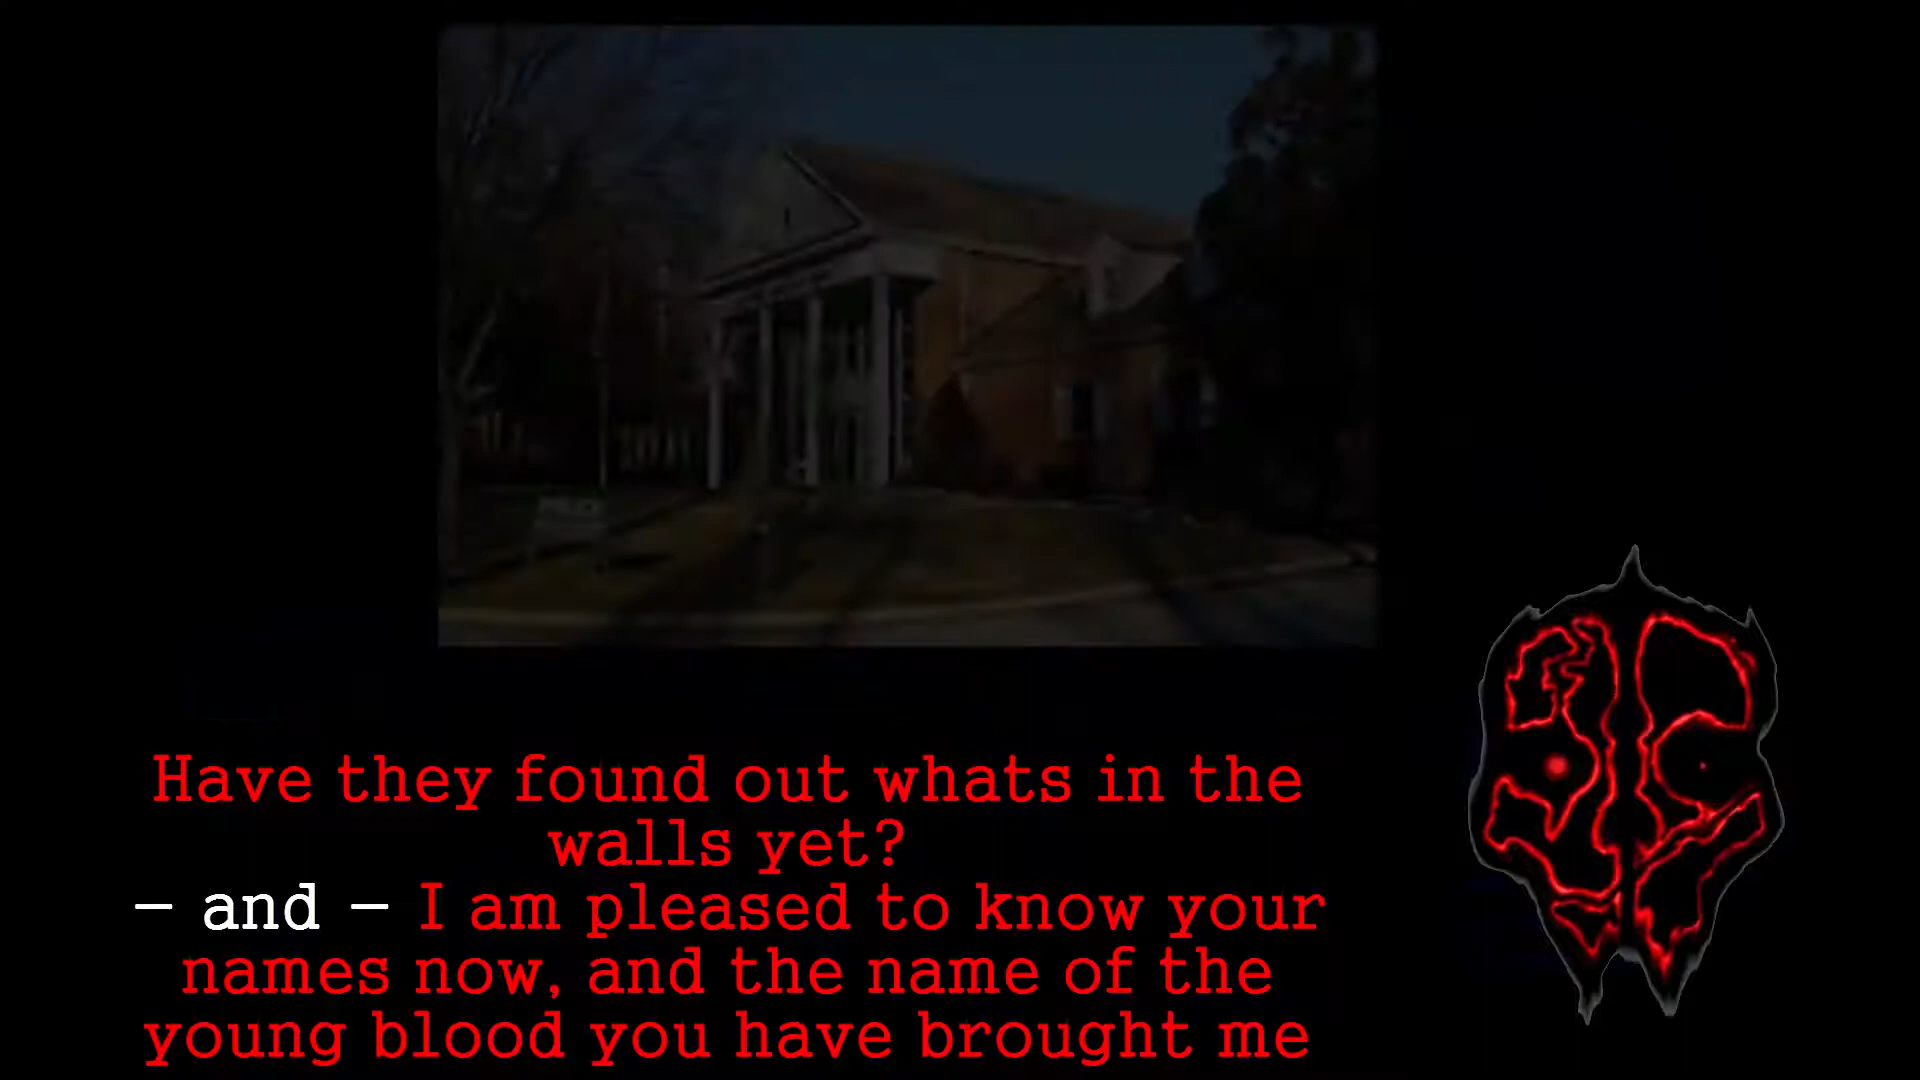 Have they found out whats in the
walls yet?
— and — I am pleased to know your
names now, and the name of the
young blood you have brought me